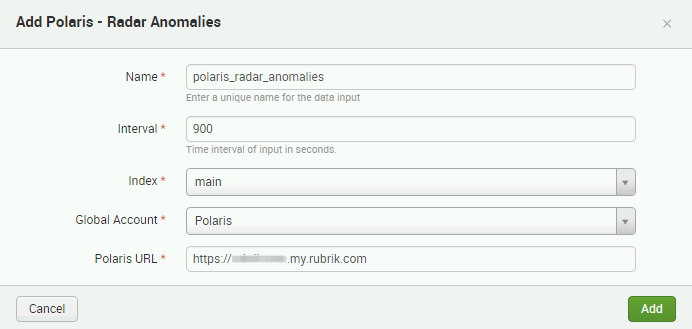 Add Polaris - Radar Anomalies ×
Name * polaris_radar_anomalies
Enter a unique name for the data input
Interval * 900
Time interval of input in seconds.
Index * main
Global Account * Polaris
Polaris URL * https:// .my.rubrik.com
Cancel Add